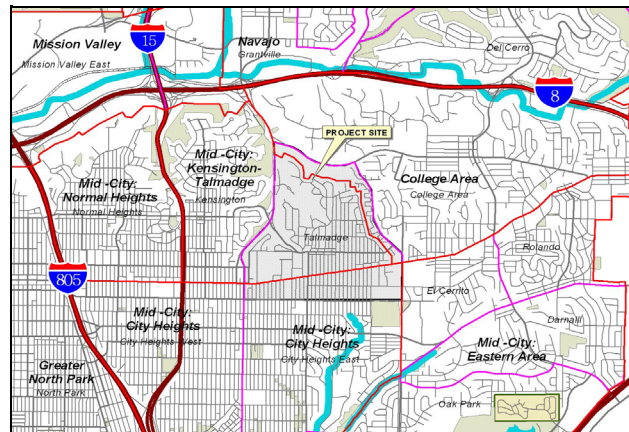 Mission Valley
Mission Valley East
15
Navajo
Grantville
Del Cerro
8
PROJECT SITE
Mid-City:
Kensington-
Talmadge
Kensington
Mid -City:
Normal Heights
Normal Heights
College Area
College Area
Talmadge
Rolando
805
El Cerrito
Mid -City:
City Heights
City Heights West
Mid -City:
City Heights
City Heights East
Darnall
Mid -City:
Eastern Area
Greater
North Park
North Park
Oak Park